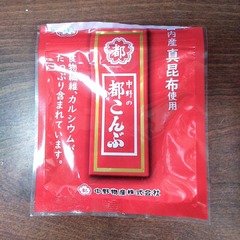 都
中野の
都こんぶ
内産真昆布使用
食物繊維、カルシウムが
たっぷり含まれています。
中野物産株式会社